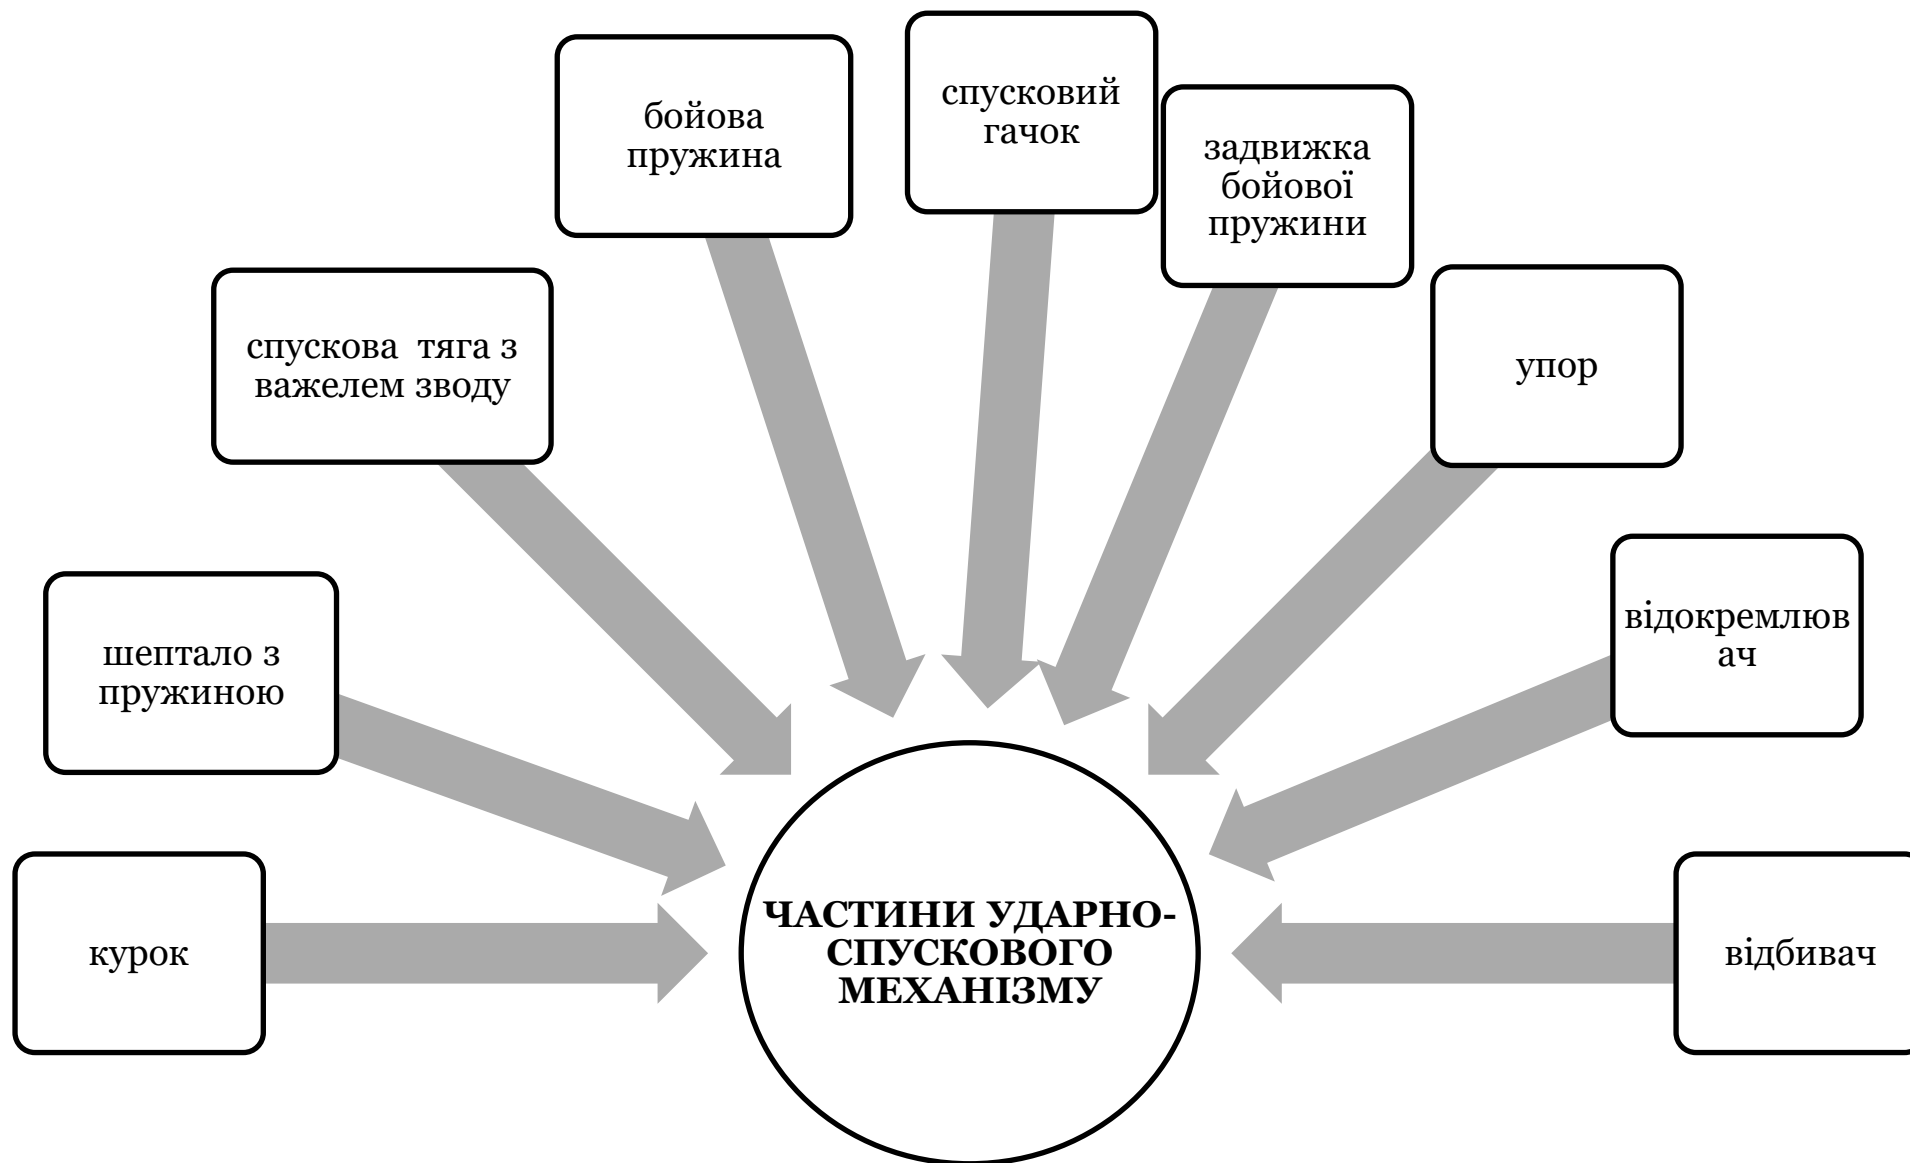 бойова
пружина
спусковий
гачок
задвижка
бойової
пружини
спускова  тяга з
важелем зводу
упор
шептало з
пружиною
відокремлюв
ач
курок
ЧАСТИНИ УДАРНО-
СПУСКОВОГО
МЕХАНІЗМУ
відбивач